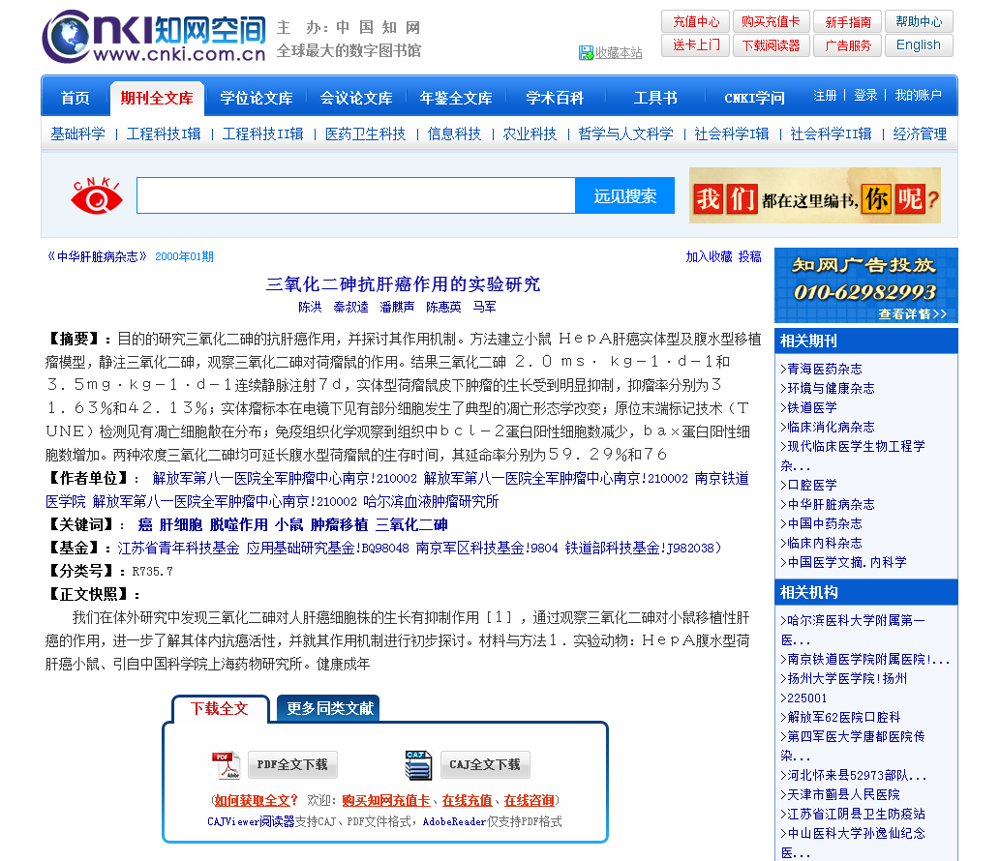 CNKI知网空间
www.cnki.com.cn
主 办:中 国 知 网
全球最大的数字图书馆
收藏本站
充值中心 购买充值卡 新手指南 帮助中心
送卡上门 下载阅读器 广告服务 English
首页 期刊全文库 学位论文库 会议论文库 年鉴全文库 学术百科 工具书 CNKI学问 注册 | 登录 | 我的账户
基础科学 | 工程科技I辑 | 工程科技II辑 | 医药卫生科技 | 信息科技 | 农业科技 | 哲学与人文科学 | 社会科学I辑 | 社会科学II辑 | 经济管理
CNKI
远见搜索
我们都在这里编书,你呢?
《中华肝脏病杂志》 2000年01期
加入收藏 投稿
三氧化二砷抗肝癌作用的实验研究
陈洪 秦叔逵 潘麒声 陈惠英 马军
【摘要】：目的的研究三氧化二砷的抗肝癌作用，并探讨其作用机制。方法建立小鼠 ＨｅｐＡ肝癌实体型及腹水型移植
瘤模型，静注三氧化二砷，观察三氧化二砷对荷瘤鼠的作用。结果三氧化二砷 ２．０ ｍｓ· ｋｇ－１·ｄ－１和
３．５ｍｇ·ｋｇ－１·ｄ－１连续静脉注射７ｄ，实体型荷瘤鼠皮下肿瘤的生长受到明显抑制，抑瘤率分别为３
１．６３％和４２．１３％；实体瘤标本在电镜下见有部分细胞发生了典型的凋亡形态学改变；原位末端标记技术（Ｔ
ＵＮＥ）检测见有凋亡细胞散在分布；免疫组织化学观察到组织中ｂｃｌ－２蛋白阳性细胞数减少，ｂａｘ蛋白阳性细
胞数增加。两种浓度三氧化二砷均可延长腹水型荷瘤鼠的生存时间，其延命率分别为５９．２９％和７６
【作者单位】： 解放军第八一医院全军肿瘤中心南京!210002 解放军第八一医院全军肿瘤中心南京!210002 南京铁道
医学院 解放军第八一医院全军肿瘤中心南京!210002 哈尔滨血液肿瘤研究所
【关键词】： 癌 肝细胞 脱噬作用 小鼠 肿瘤移植 三氧化二砷
【基金】：江苏省青年科技基金 应用基础研究基金!BQ98048 南京军区科技基金!9804 铁道部科技基金!J982038）
【分类号】：R735.7
【正文快照】：
我们在体外研究中发现三氧化二砷对人肝癌细胞株的生长有抑制作用［１］，通过观察三氧化二砷对小鼠移植性肝
癌的作用，进一步了解其体内抗癌活性，并就其作用机制进行初步探讨。材料与方法１．实验动物：ＨｅｐＡ腹水型荷
肝癌小鼠、引自中国科学院上海药物研究所。健康成年
下载全文 更多同类文献
PDF Adobe PDF全文下载 CAJ CAJ全文下载
(如何获取全文? 欢迎：购买知网充值卡、在线充值、在线咨询)
CAJViewer阅读器支持CAJ、PDF文件格式，AdobeReader仅支持PDF格式
知网广告投放
010-62982993
查看详情>>
相关期刊
>青海医药杂志
>环境与健康杂志
>铁道医学
>临床消化病杂志
>现代临床医学生物工程学
杂...
>口腔医学
>中华肝脏病杂志
>中国中药杂志
>临床内科杂志
>中国医学文摘.内科学
相关机构
>哈尔滨医科大学附属第一
医...
>南京铁道医学院附属医院!...
>扬州大学医学院!扬州
>225001
>解放军62医院口腔科
>第四军医大学唐都医院传
染...
>河北怀来县52973部队...
>天津市蓟县人民医院
>江苏省江阴县卫生防疫站
>中山医科大学孙逸仙纪念
医...